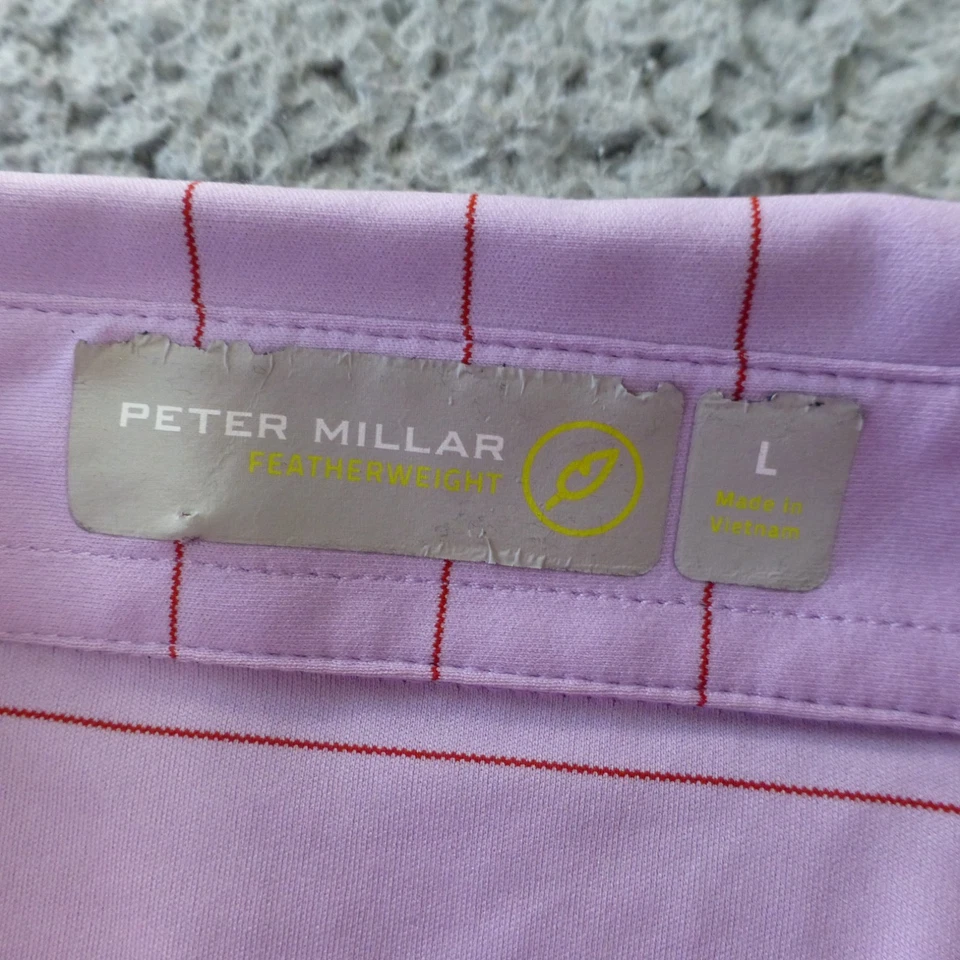 PETER MILLAR
FEATHERWEIGHT
L
Made in
Vietnam